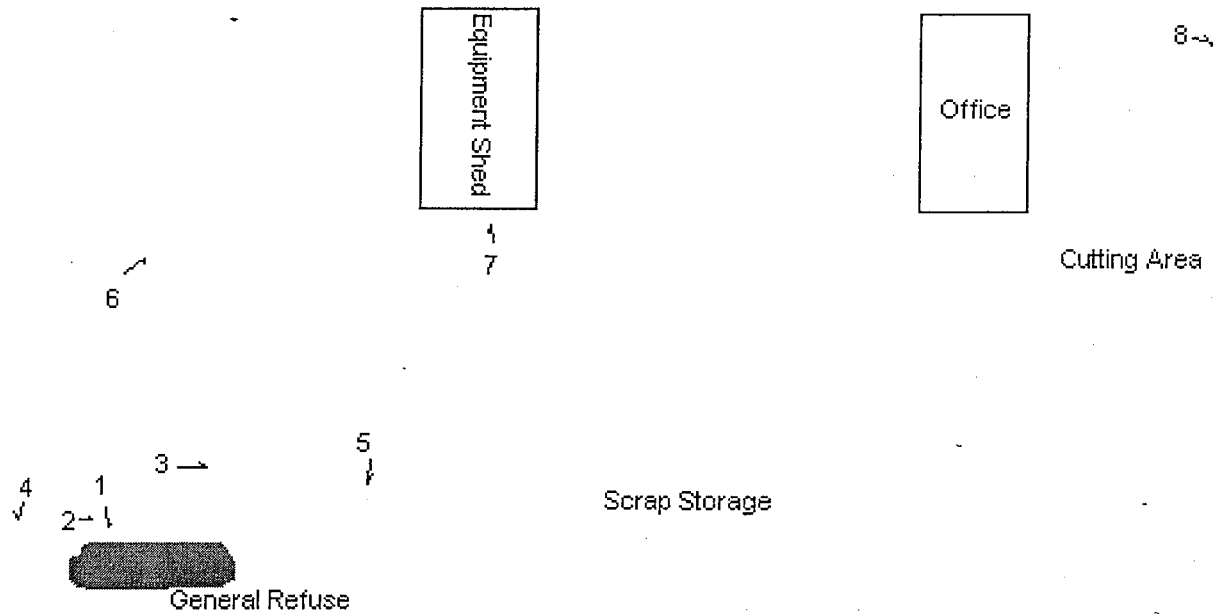 Equipment Shed
8
Office
7
Cutting Area
6
5
3
4
1
2
Scrap Storage
General Refuse